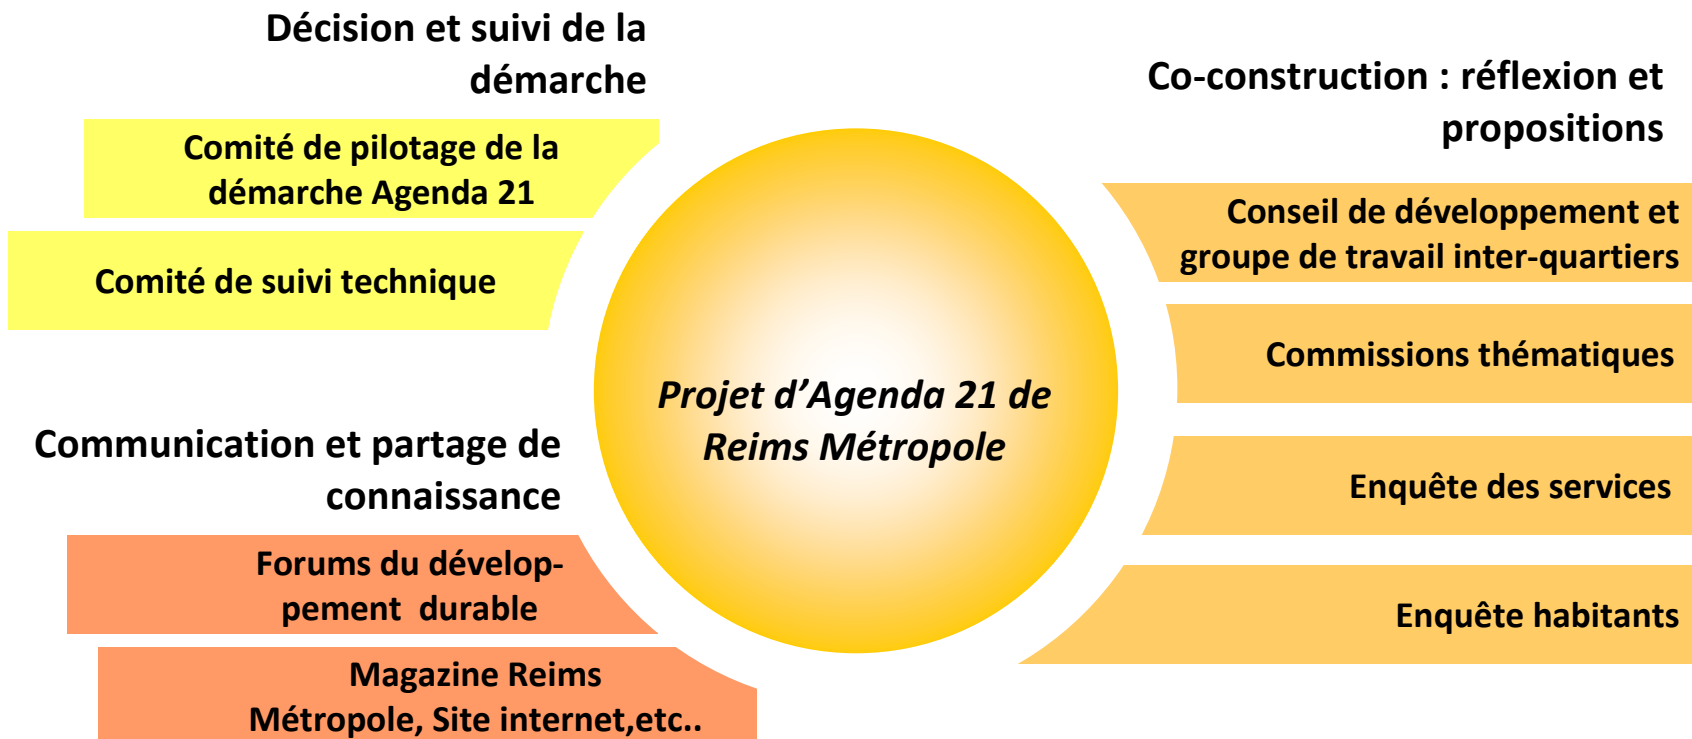 Décision et suivi de la
démarche
Comité de pilotage de la
démarche Agenda 21
Comité de suivi technique
Communication et partage de
connaissance
Forums du dévelop-
pement durable
Magazine Reims
Métropole, Site internet,etc..
Projet d’Agenda 21 de
Reims Métropole
Co-construction : réflexion et
propositions
Conseil de développement et
groupe de travail inter-quartiers
Commissions thématiques
Enquête des services
Enquête habitants